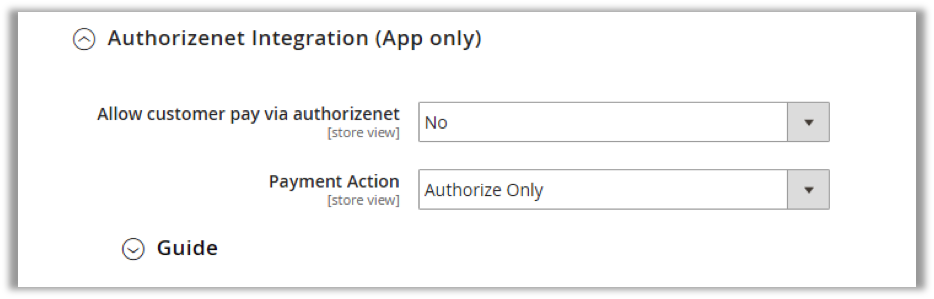 Authorizenet Integration (App only)
Allow customer pay via authorizenet
[store view]
No
Payment Action
[store view]
Authorize Only
Guide